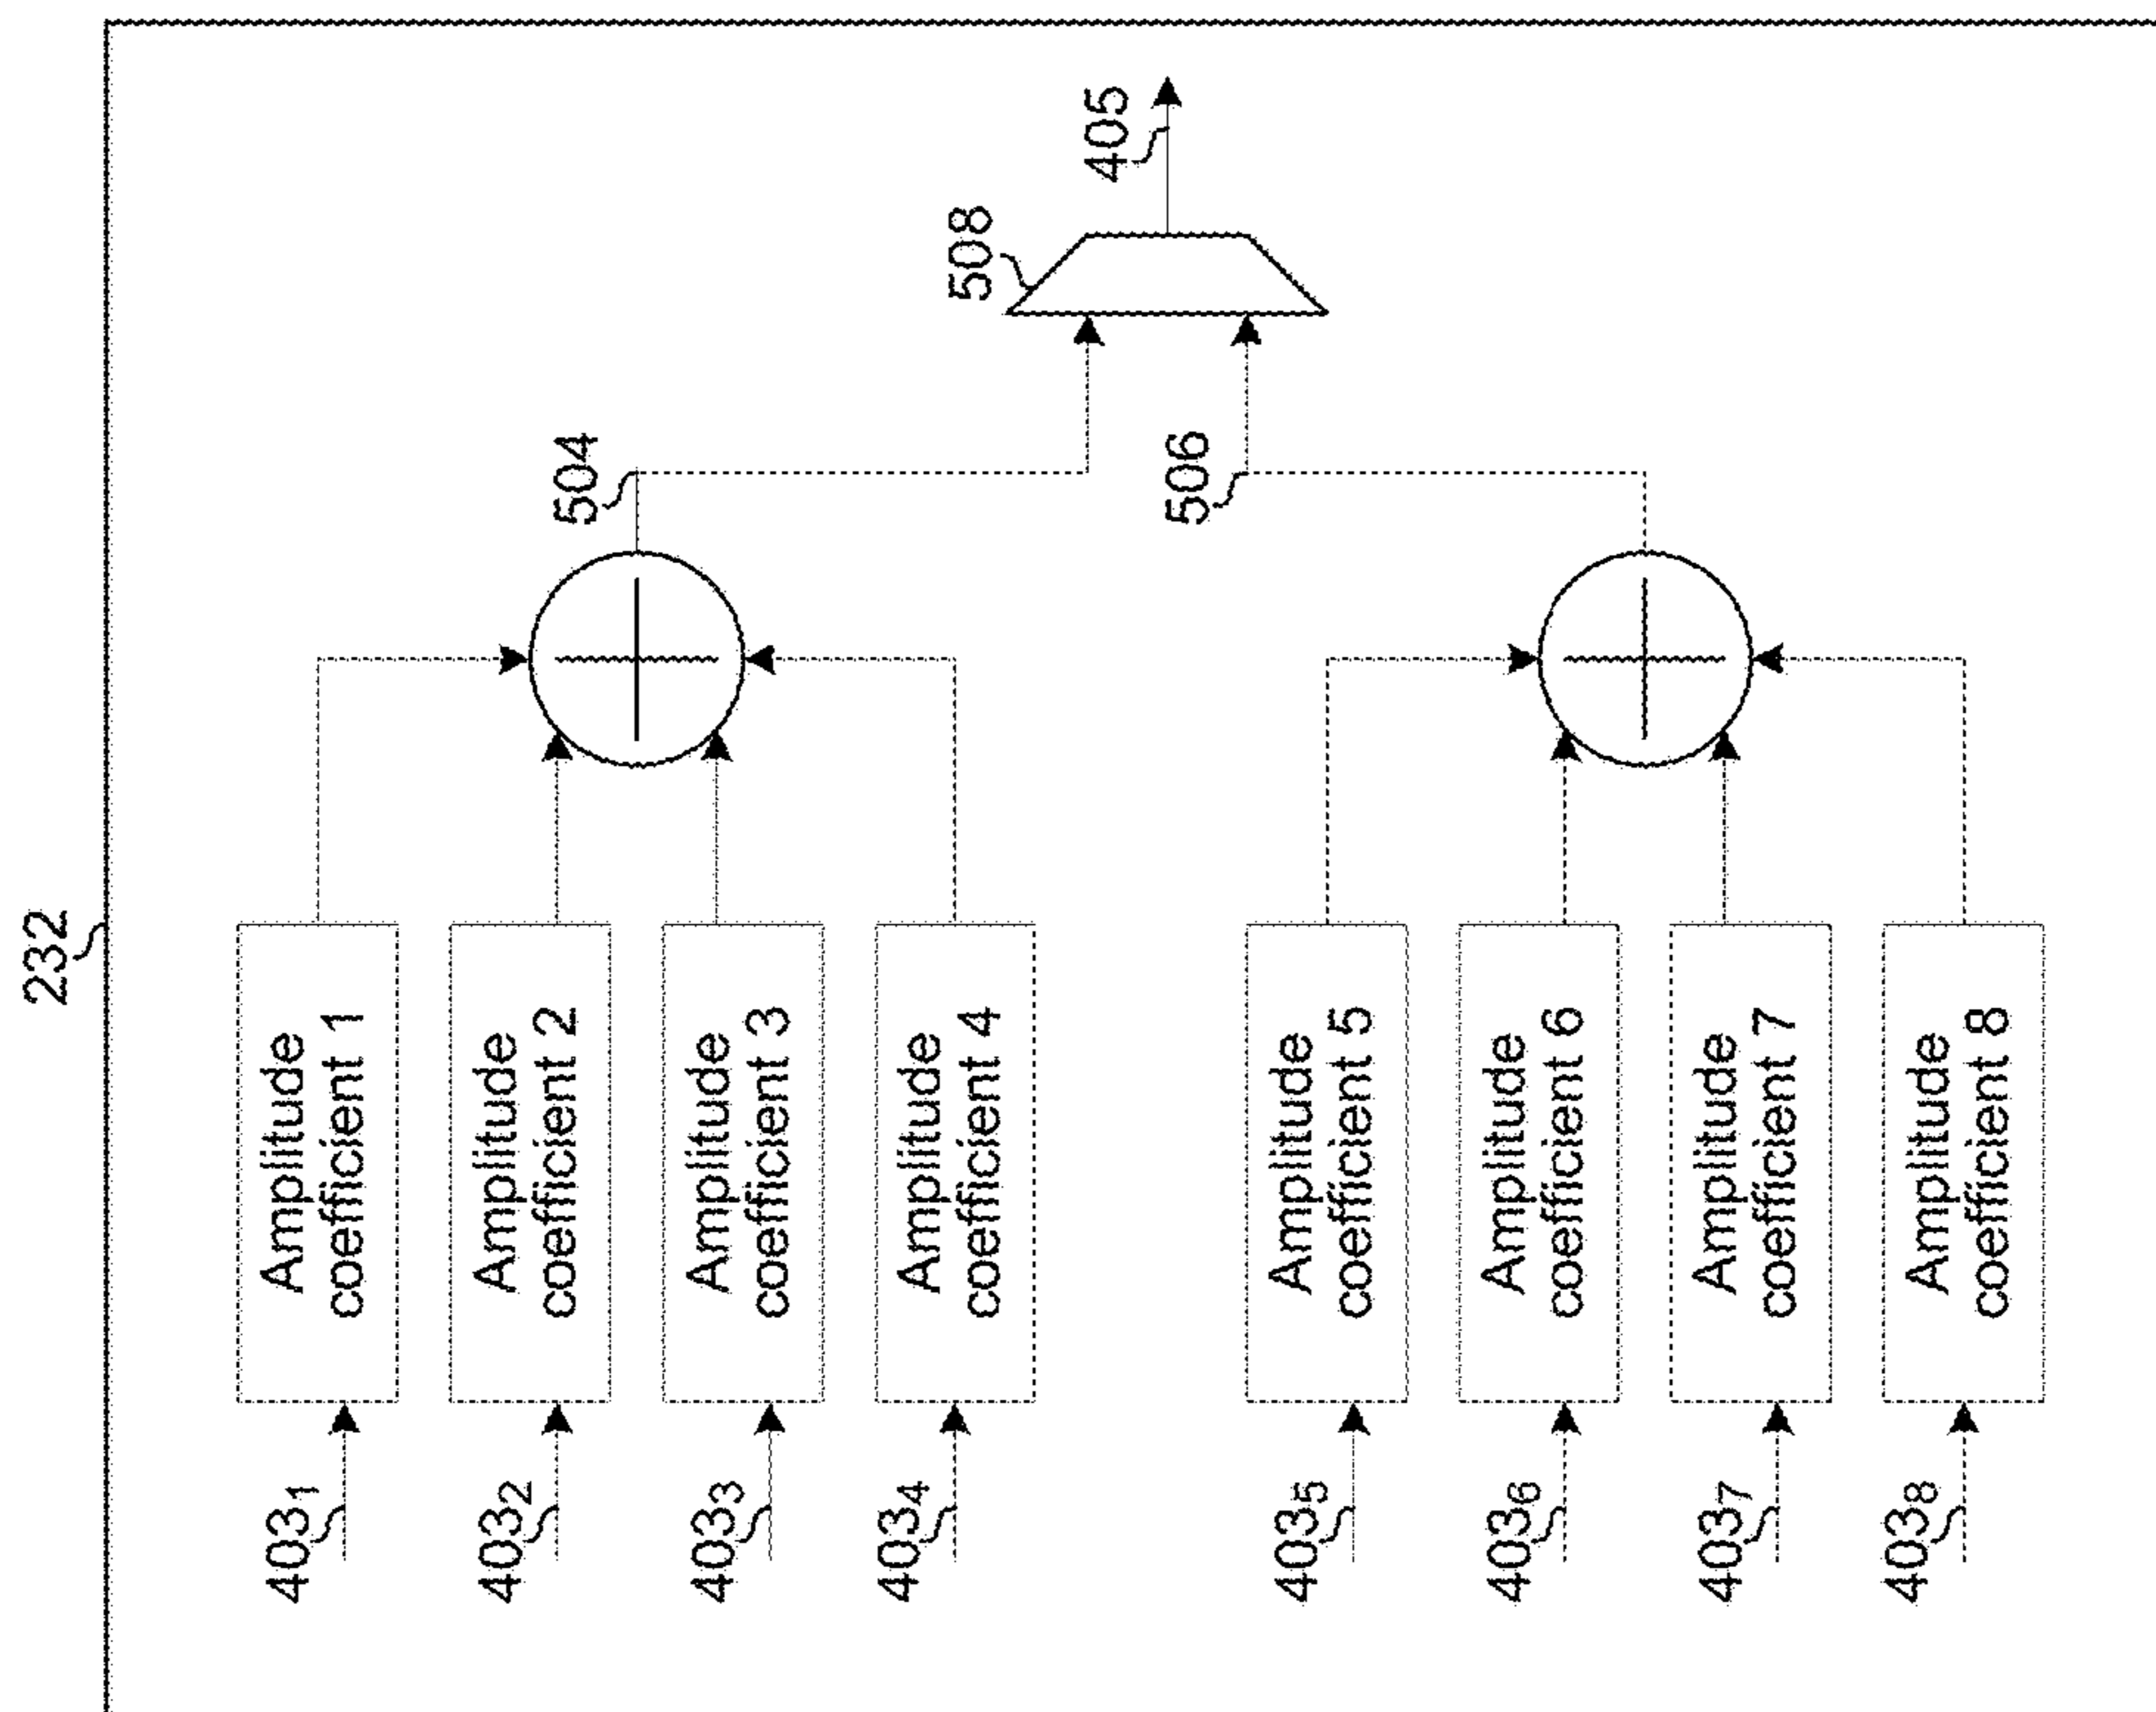 232
403₁
Amplitude
coefficient 1
403₂
Amplitude
coefficient 2
403₃
Amplitude
coefficient 3
403₄
Amplitude
coefficient 4
504
508
405
506
403₅
Amplitude
coefficient 5
403₆
Amplitude
coefficient 6
403₇
Amplitude
coefficient 7
403₈
Amplitude
coefficient 8